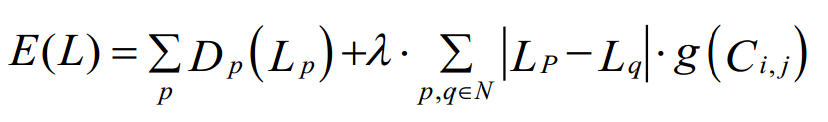 E(L) = ∑_p D_p(L_p) + λ · ∑_{p,q∈N} |L_P − L_q| · g(C_{i,j})